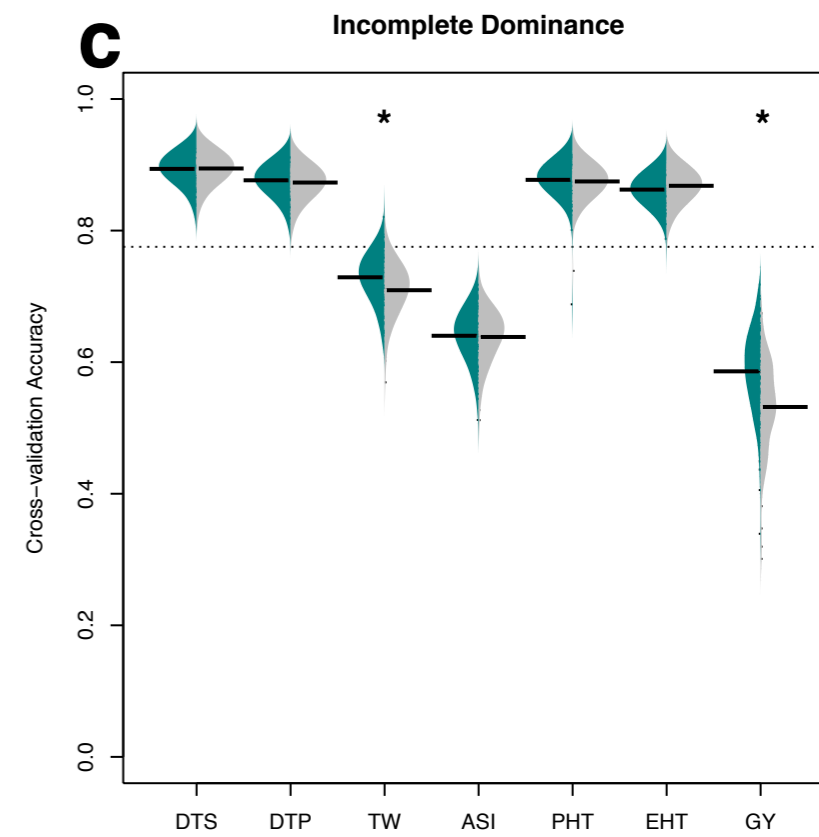 C
Incomplete Dominance
* *
Cross−validation Accuracy
1.0
0.8
0.6
0.4
0.2
0.0
DTS DTP TW ASI PHT EHT GY